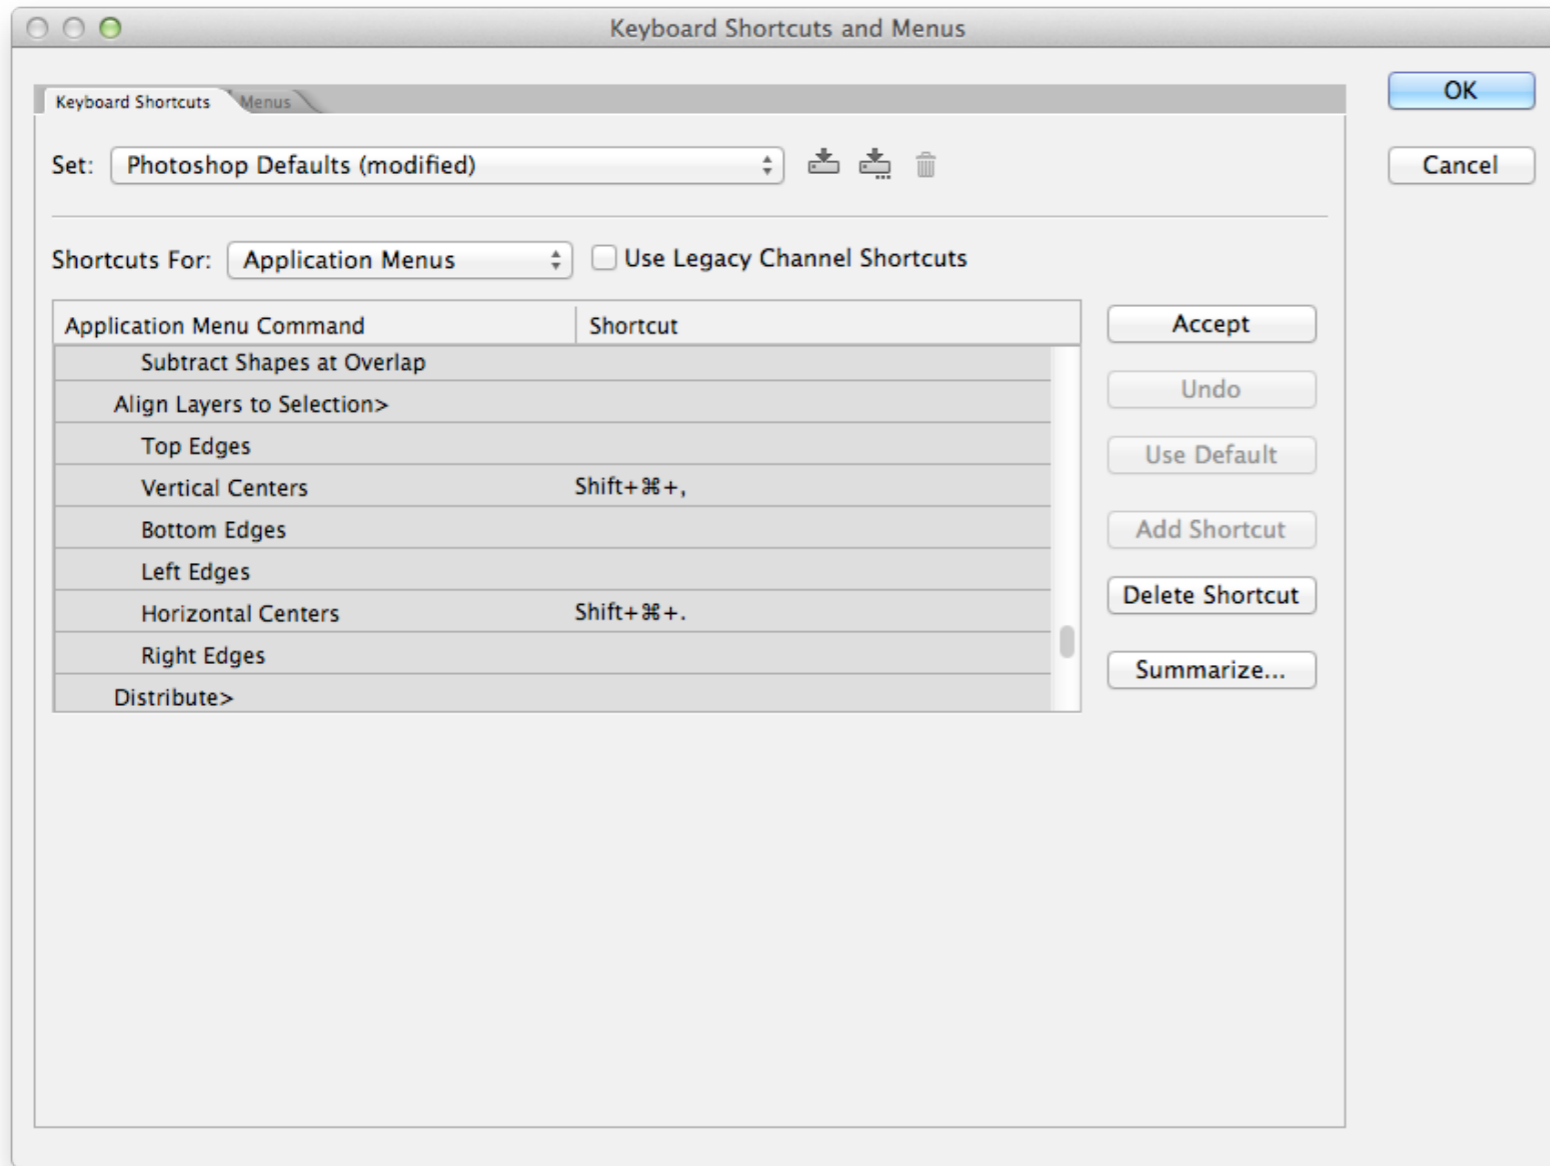 Keyboard Shortcuts and Menus
Keyboard Shortcuts Menus
OK
Set: Photoshop Defaults (modified)
Cancel
Shortcuts For: Application Menus Use Legacy Channel Shortcuts
Application Menu Command Shortcut
Accept
Subtract Shapes at Overlap
Undo
Align Layers to Selection>
Top Edges
Use Default
Vertical Centers Shift+⌘+,
Bottom Edges
Add Shortcut
Left Edges
Delete Shortcut
Horizontal Centers Shift+⌘+.
Right Edges
Summarize...
Distribute>